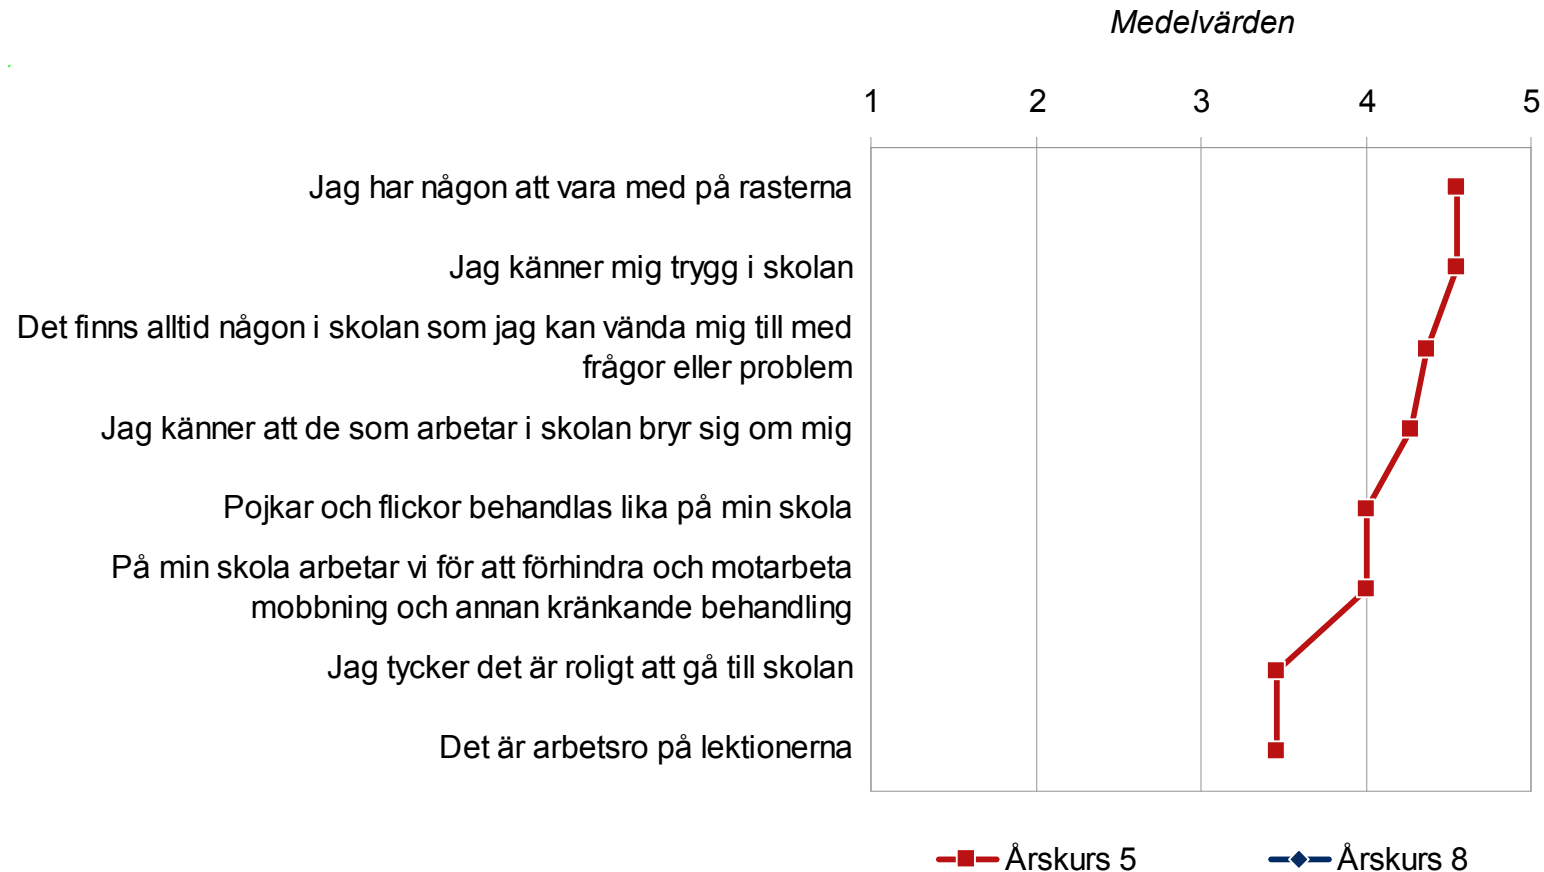 Medelvärden
1 2 3 4 5
Jag har någon att vara med på rasterna
Jag känner mig trygg i skolan
Det finns alltid någon i skolan som jag kan vända mig till med
frågor eller problem
Jag känner att de som arbetar i skolan bryr sig om mig
Pojkar och flickor behandlas lika på min skola
På min skola arbetar vi för att förhindra och motarbeta
mobbning och annan kränkande behandling
Jag tycker det är roligt att gå till skolan
Det är arbetsro på lektionerna
Årskurs 5 Årskurs 8